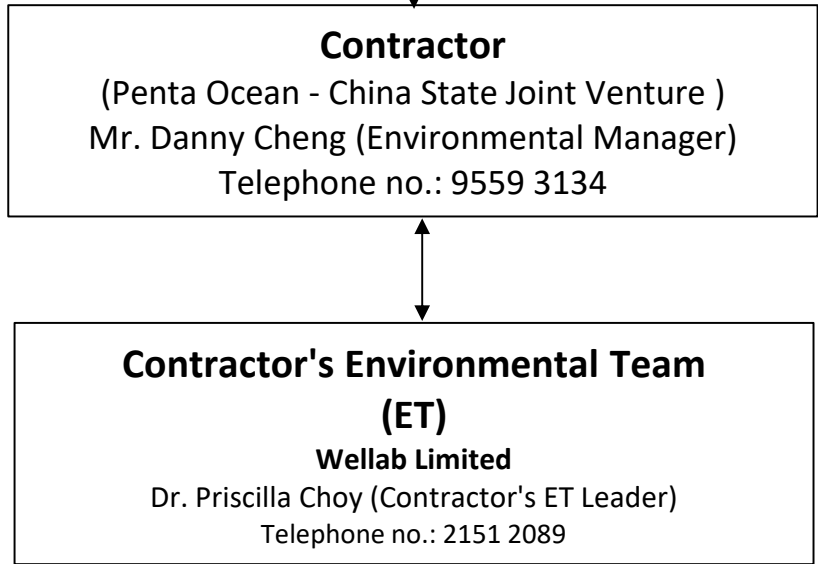 Contractor
(Penta Ocean - China State Joint Venture )
Mr. Danny Cheng (Environmental Manager)
Telephone no.: 9559 3134
Contractor's Environmental Team
(ET)
Wellab Limited
Dr. Priscilla Choy (Contractor's ET Leader)
Telephone no.: 2151 2089